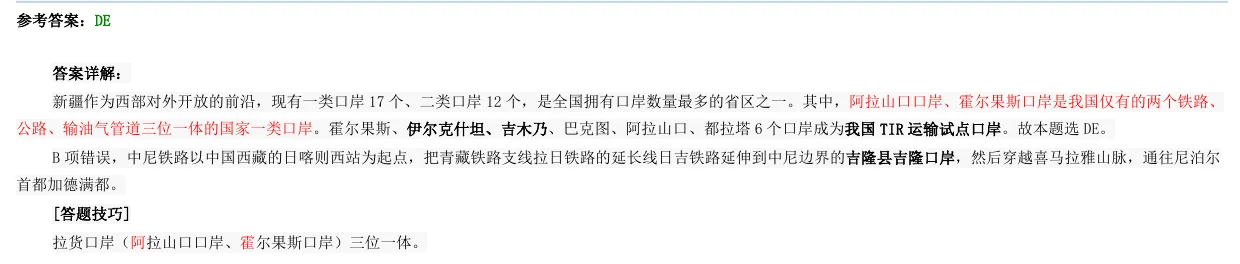 参考答案：DE
答案详解：
新疆作为西部对外开放的前沿，现有一类口岸 17 个、二类口岸 12 个，是全国拥有口岸数量最多的省区之一。其中，阿拉山口口岸、霍尔果斯口岸是我国仅有的两个铁路、
公路、输油气管道三位一体的国家一类口岸。霍尔果斯、伊尔克什坦、吉木乃、巴克图、阿拉山口、都拉塔 6 个口岸成为我国 TIR 运输试点口岸。故本题选 DE。
B 项错误，中尼铁路以中国西藏的日喀则西站为起点，把青藏铁路支线拉日铁路的延长线日吉铁路延伸到中尼边界的吉隆县吉隆口岸，然后穿越喜马拉雅山脉，通往尼泊尔
首都加德满都。
[答题技巧]
拉货口岸（阿拉山口口岸、霍尔果斯口岸）三位一体。